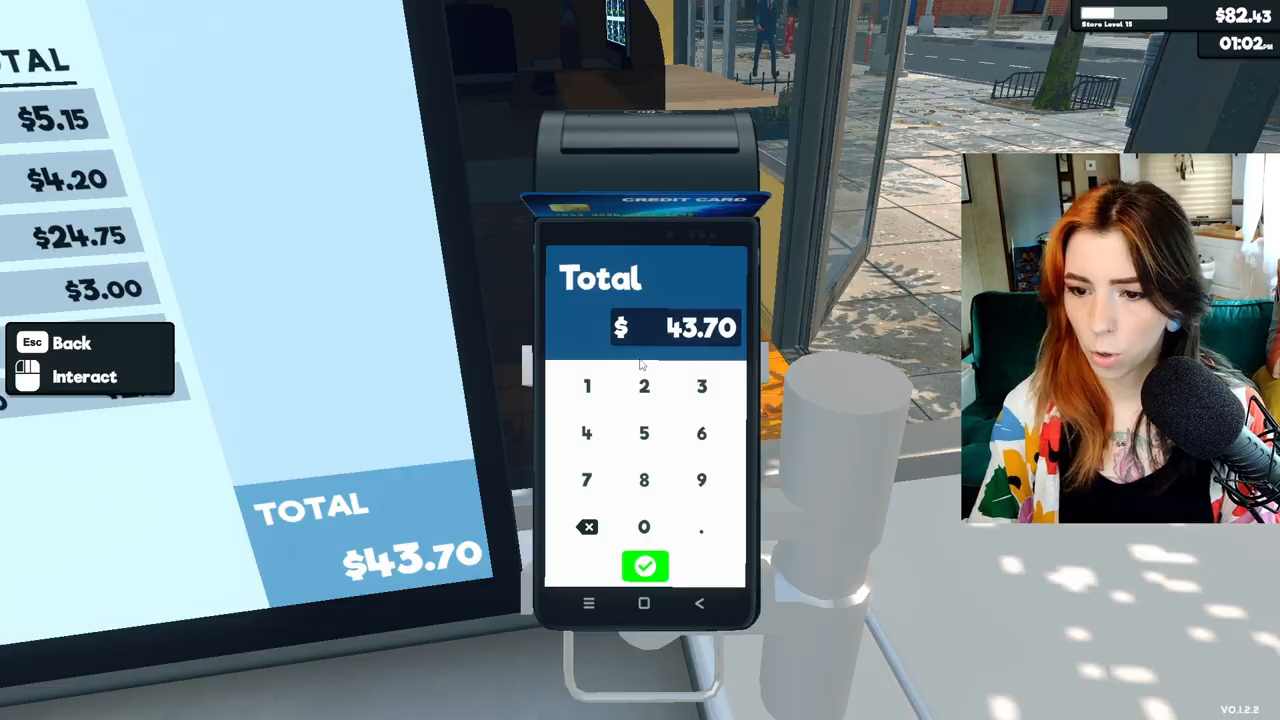 $82.43
Store Level 15
01:02PM
OTAL
$5.15
$4.20
$24.75
$3.00
TOTAL
$43.70
CREDIT CARD
Total
$ 43.70
1 2 3
4 5 6
7 8 9
0 .
Esc Back
Interact
V0.1.2.2